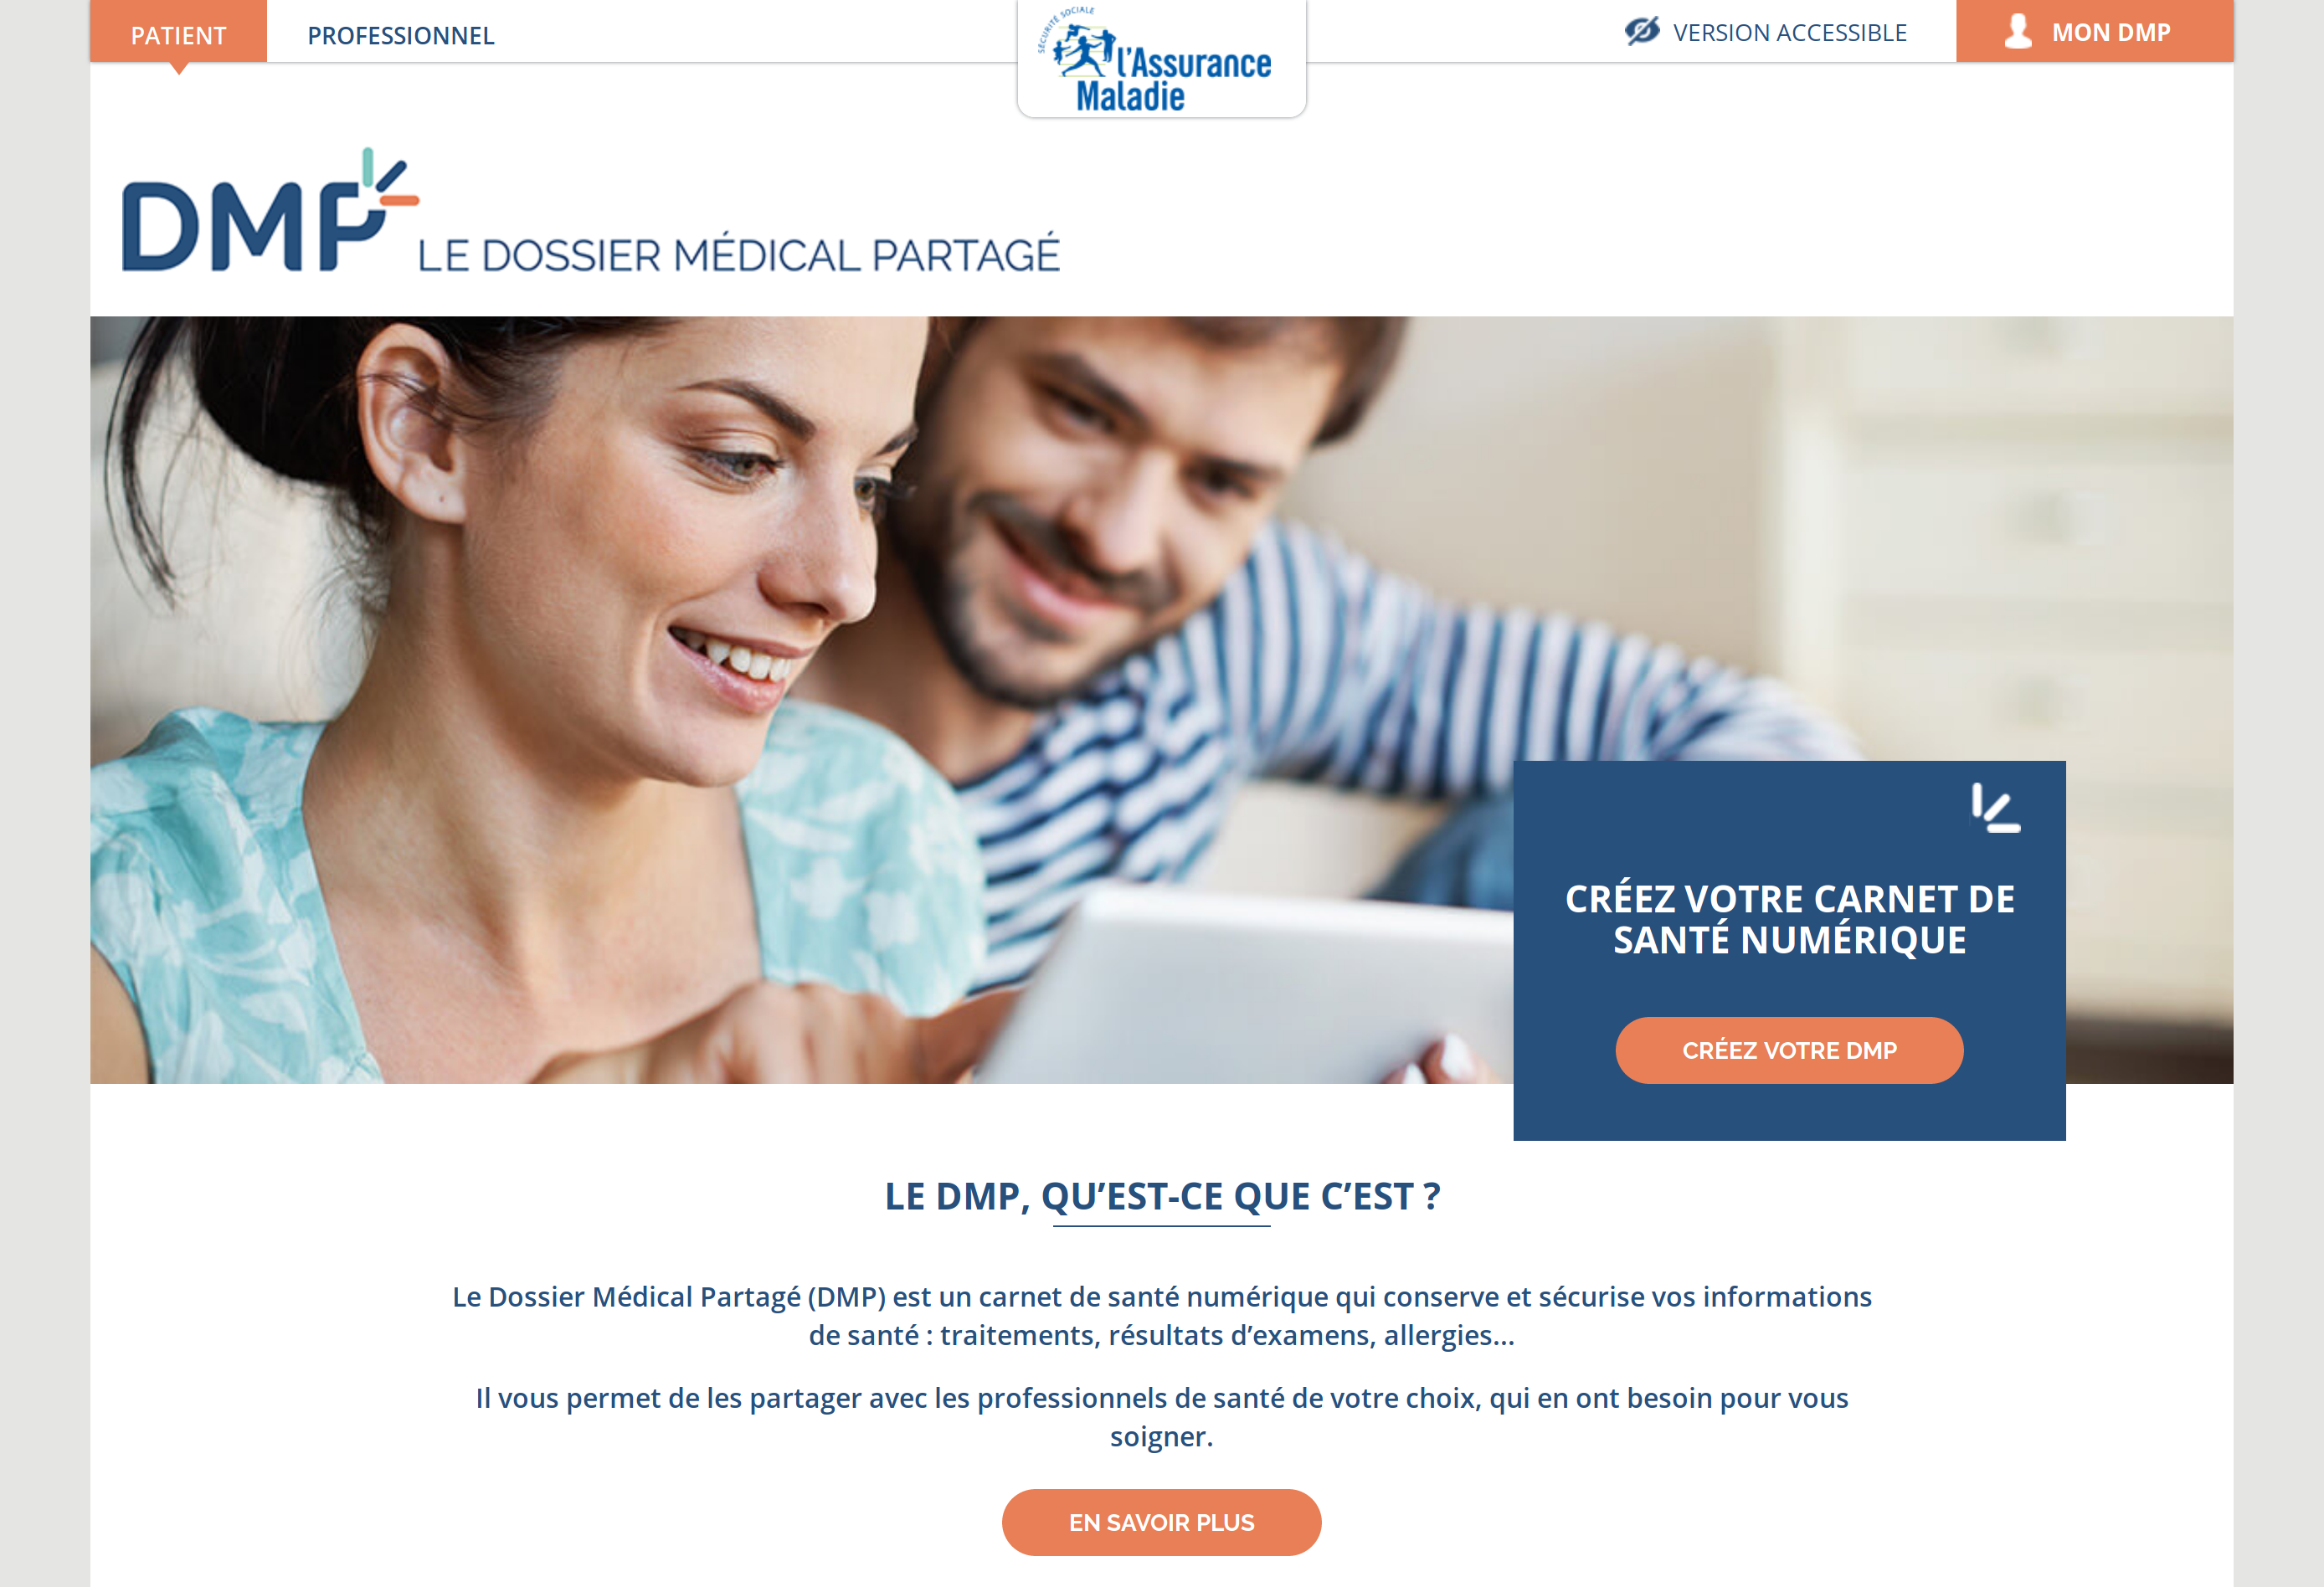 PATIENT
PROFESSIONNEL
SÉCURITÉ SOCIALE
l'Assurance
Maladie
VERSION ACCESSIBLE
MON DMP
DMP
LE DOSSIER MÉDICAL PARTAGÉ
CRÉEZ VOTRE CARNET DE
SANTÉ NUMÉRIQUE
CRÉEZ VOTRE DMP
LE DMP, QU’EST-CE QUE C’EST ?
Le Dossier Médical Partagé (DMP) est un carnet de santé numérique qui conserve et sécurise vos informations
de santé : traitements, résultats d’examens, allergies...
Il vous permet de les partager avec les professionnels de santé de votre choix, qui en ont besoin pour vous
soigner.
EN SAVOIR PLUS